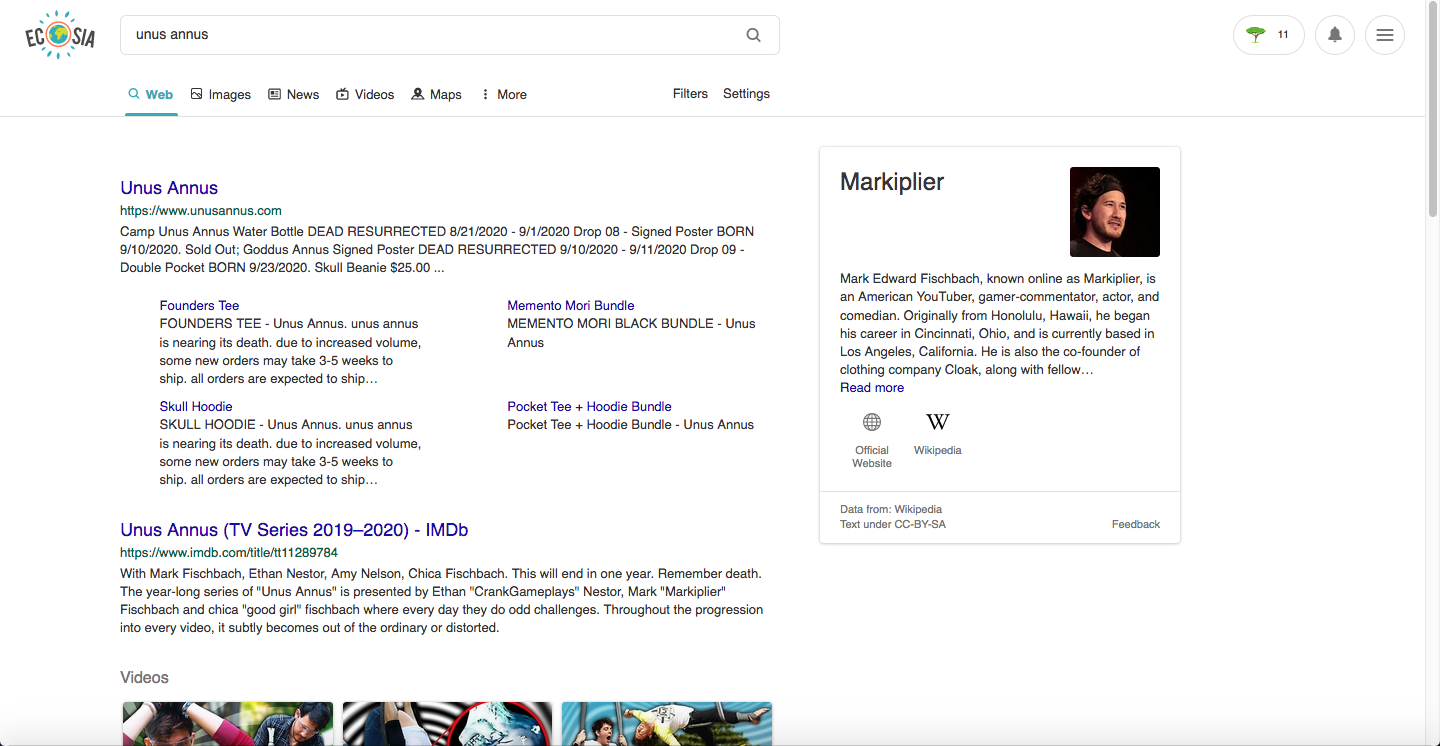 ECOSIA
unus annus
11
Web
Images
News
Videos
Maps
More
Filters
Settings
Unus Annus
https://www.unusannus.com
Camp Unus Annus Water Bottle DEAD RESURRECTED 8/21/2020 - 9/1/2020 Drop 08 - Signed Poster BORN
9/10/2020. Sold Out; Goddus Annus Signed Poster DEAD RESURRECTED 9/10/2020 - 9/11/2020 Drop 09 -
Double Pocket BORN 9/23/2020. Skull Beanie $25.00 ...
Founders Tee
FOUNDERS TEE - Unus Annus. unus annus
is nearing its death. due to increased volume,
some new orders may take 3-5 weeks to
ship. all orders are expected to ship…
Memento Mori Bundle
MEMENTO MORI BLACK BUNDLE - Unus
Annus
Skull Hoodie
SKULL HOODIE - Unus Annus. unus annus
is nearing its death. due to increased volume,
some new orders may take 3-5 weeks to
ship. all orders are expected to ship…
Pocket Tee + Hoodie Bundle
Pocket Tee + Hoodie Bundle - Unus Annus
Unus Annus (TV Series 2019–2020) - IMDb
https://www.imdb.com/title/tt11289784
With Mark Fischbach, Ethan Nestor, Amy Nelson, Chica Fischbach. This will end in one year. Remember death.
The year-long series of "Unus Annus" is presented by Ethan "CrankGameplays" Nestor, Mark "Markiplier"
Fischbach and chica "good girl" fischbach where every day they do odd challenges. Throughout the progression
into every video, it subtly becomes out of the ordinary or distorted.
Videos
Markiplier
Mark Edward Fischbach, known online as Markiplier, is
an American YouTuber, gamer-commentator, actor, and
comedian. Originally from Honolulu, Hawaii, he began
his career in Cincinnati, Ohio, and is currently based in
Los Angeles, California. He is also the co-founder of
clothing company Cloak, along with fellow…
Read more
W
Official
Website
Wikipedia
Data from: Wikipedia
Text under CC-BY-SA
Feedback